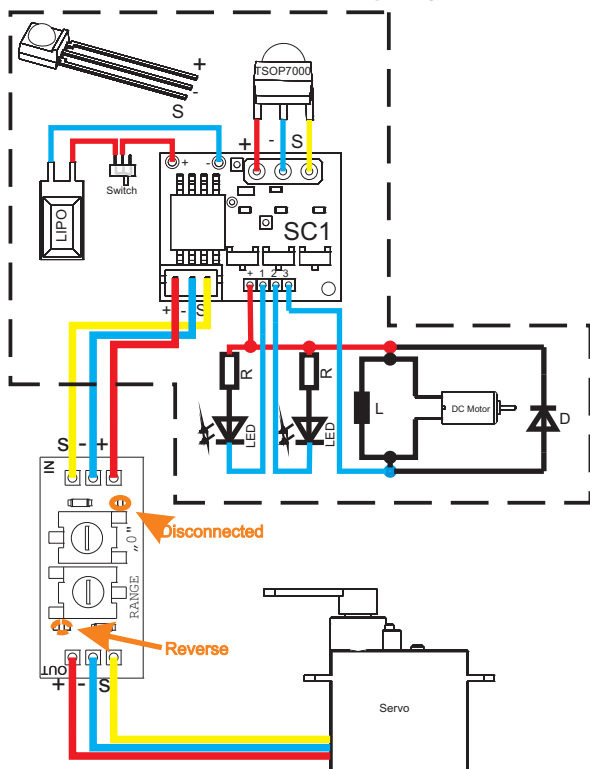 +
-
S
TSOP7000
+ - S
+ -
Switch
LIPO
SC1
+ 1 2 3
+ - S
R
R
LED
LED
L
DC Motor
D
S - +
IN
Disconnected
„0"
RANGE
Reverse
OUT
+ - S
Servo